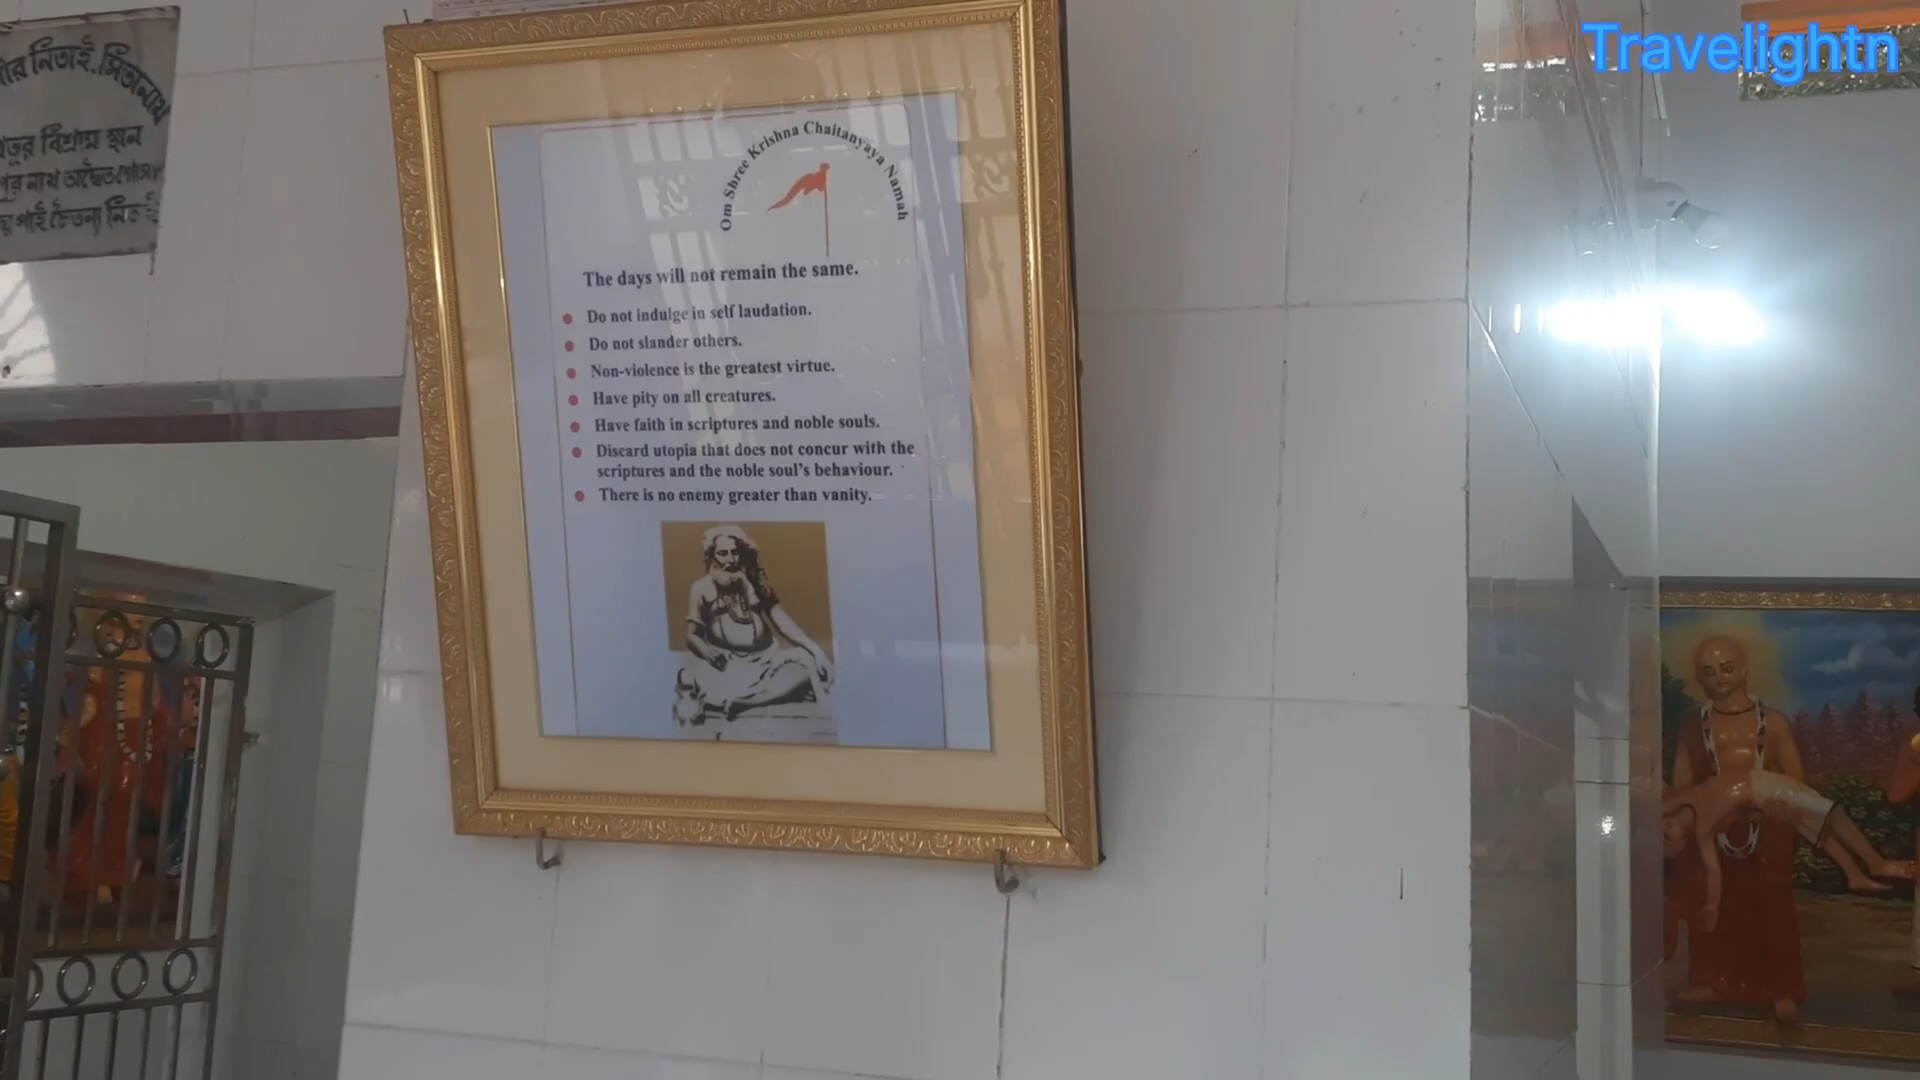 নিতাই.সীতানাথ
বিশ্রাম স্থান
নাথ অদ্বৈত
পাই চৈতন্য
Travelightn
Om Shree Krishna Chaitanyaya Namah
The days will not remain the same.
Do not indulge in self laudation.
Do not slander others.
Non-violence is the greatest virtue.
Have pity on all creatures.
Have faith in scriptures and noble souls.
Discard utopia that does not concur with the
scriptures and the noble soul's behaviour.
There is no enemy greater than vanity.